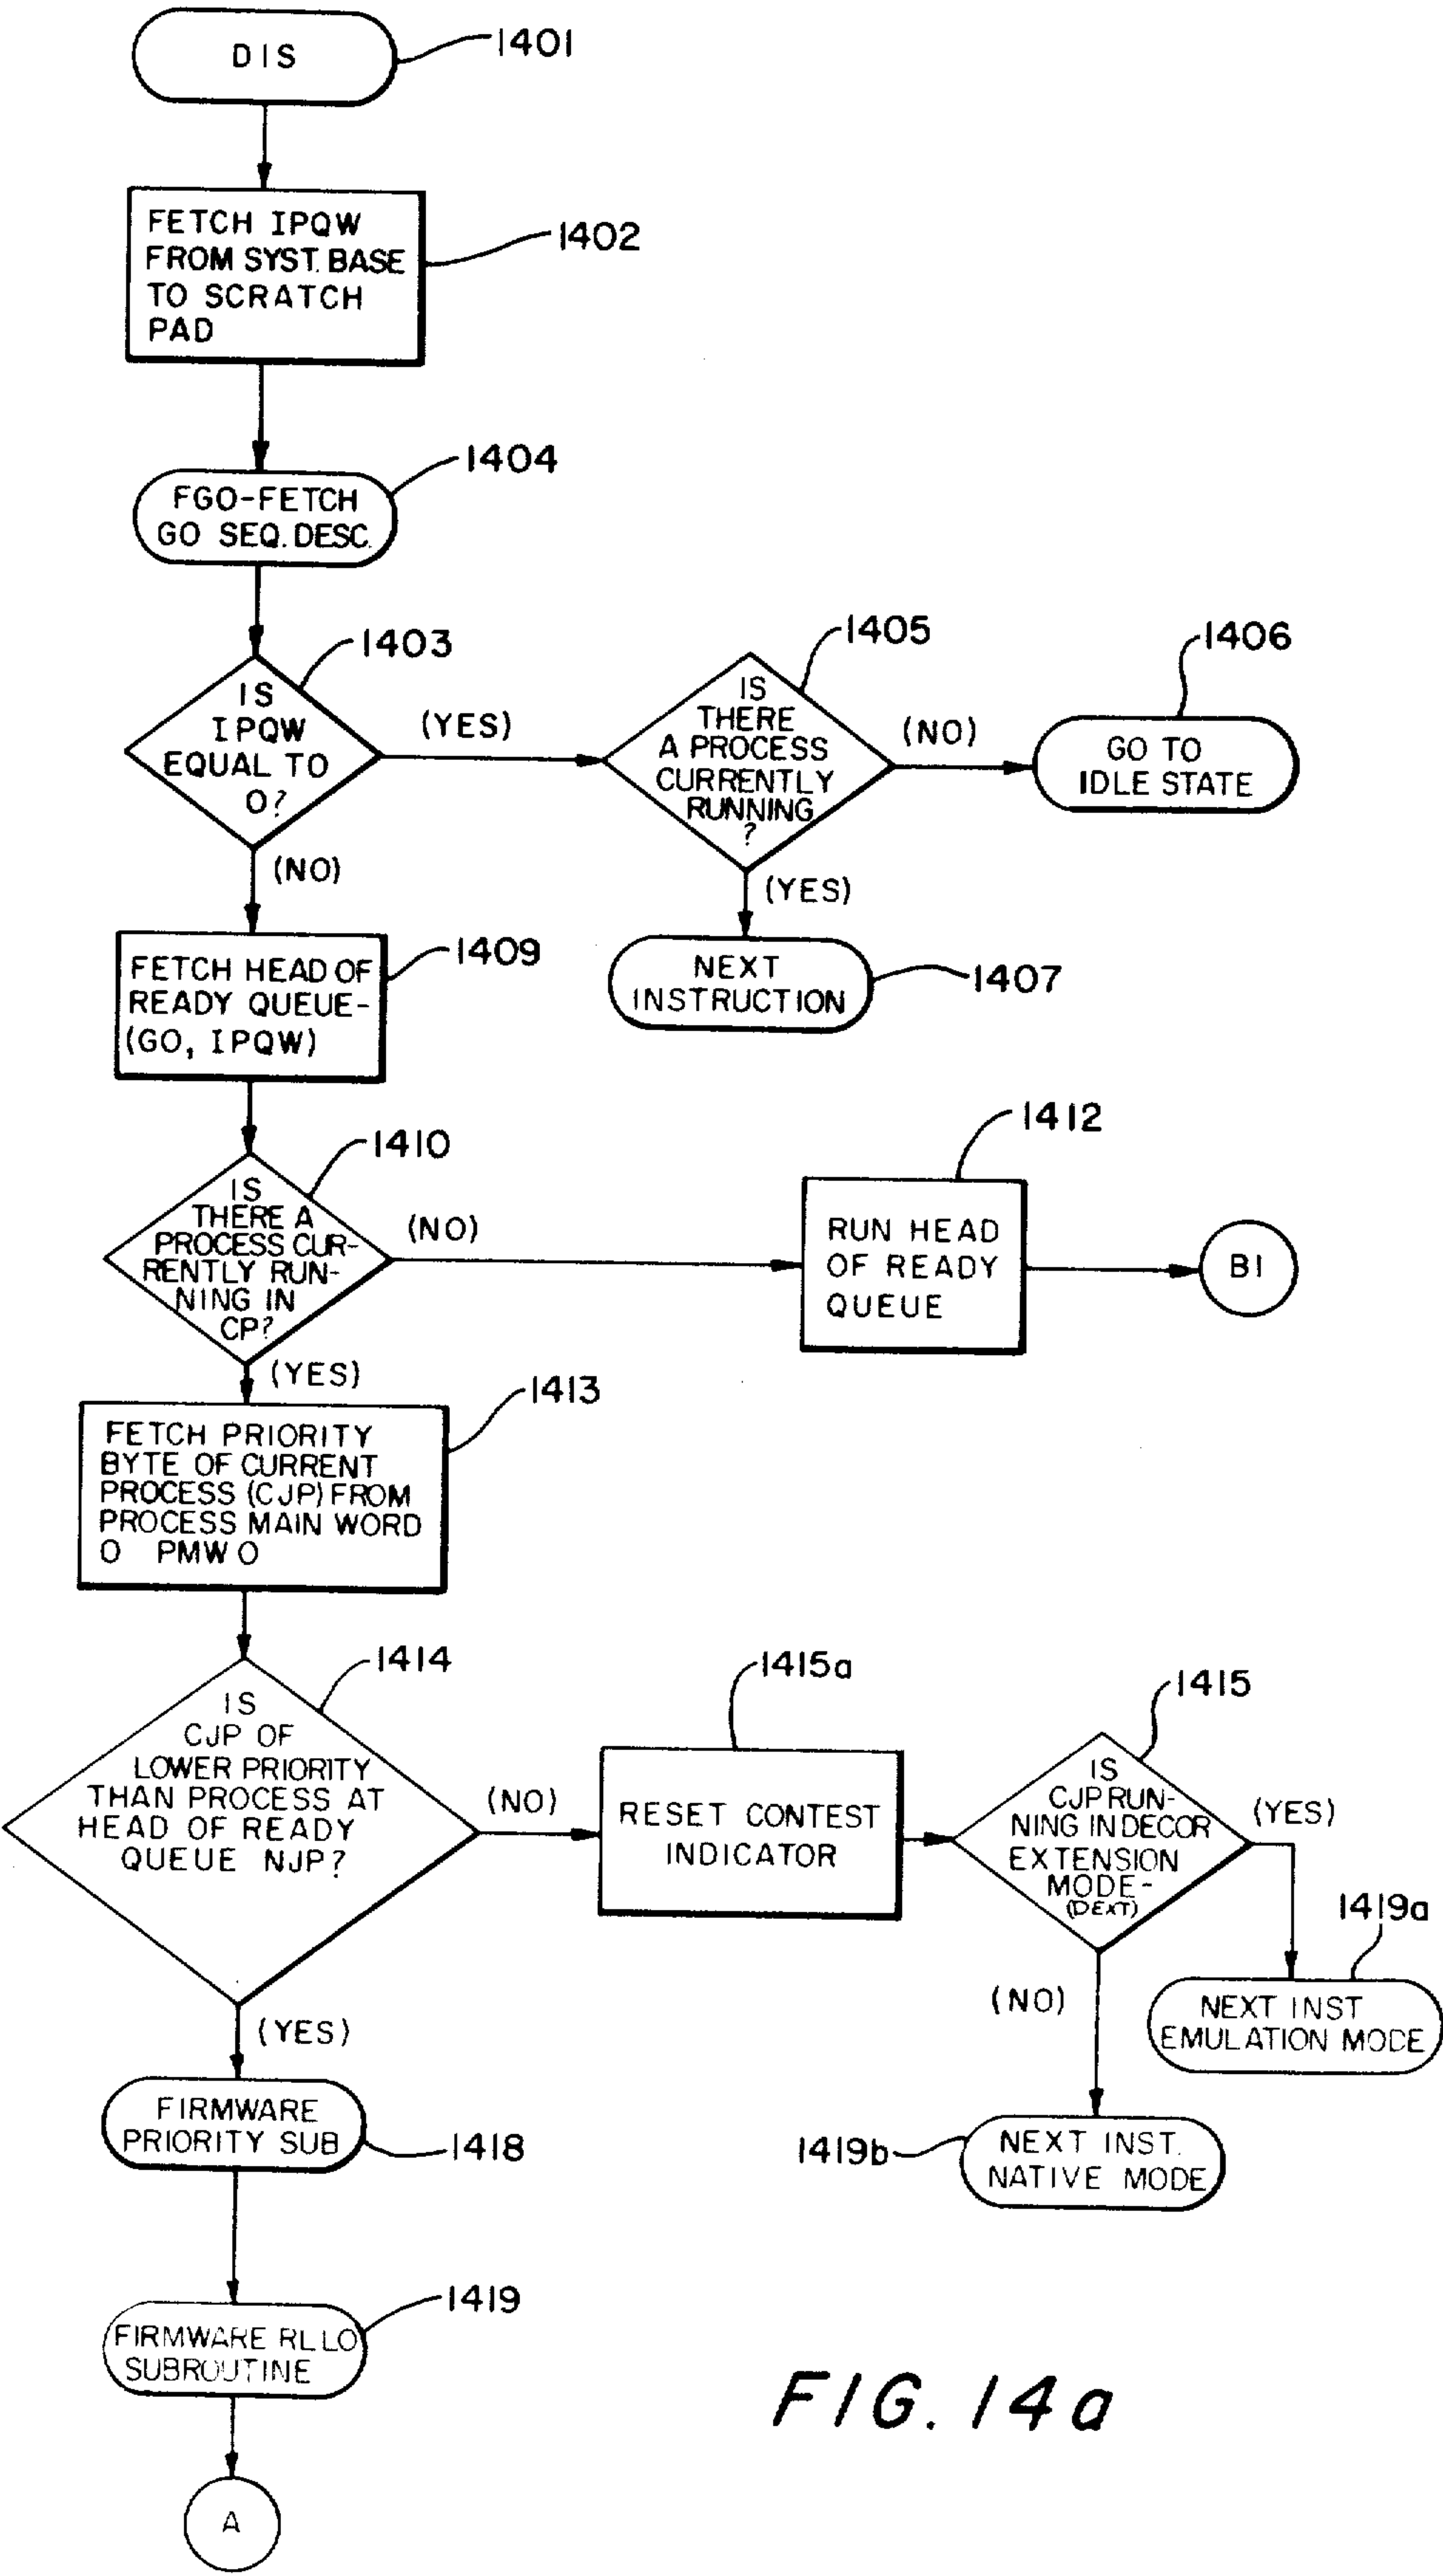 DIS
1401
FETCH IPQW
FROM SYST. BASE
TO SCRATCH
PAD
1402
1404
FGO-FETCH
GO SEQ. DESC.
1403
IS
IPQW
EQUAL TO
0?
(YES)
(NO)
1405
IS
THERE
A PROCESS
CURRENTLY
RUNNING
?
(NO)
(YES)
1406
GO TO
IDLE STATE
NEXT
INSTRUCTION
1407
1409
FETCH HEAD OF
READY QUEUE-
(GO, IPQW)
1410
IS
THERE A
PROCESS CUR-
RENTLY RUN-
NING IN
CP?
(NO)
(YES)
1412
RUN HEAD
OF READY
QUEUE
B1
1413
FETCH PRIORITY
BYTE OF CURRENT
PROCESS (CJP) FROM
PROCESS MAIN WORD
0 PMW 0
1414
IS
CJP OF
LOWER PRIORITY
THAN PROCESS AT
HEAD OF READY
QUEUE NJP?
(NO)
(YES)
1415a
RESET CONTEST
INDICATOR
1415
IS
CJP RUN-
NING IN DECOR
EXTENSION
MODE-
(DEXT)
(YES)
(NO)
1419a
NEXT INST
EMULATION MODE
1419b
NEXT INST.
NATIVE MODE
FIRMWARE
PRIORITY SUB
1418
1419
FIRMWARE RLLO
SUBROUTINE
A
FIG. 14a